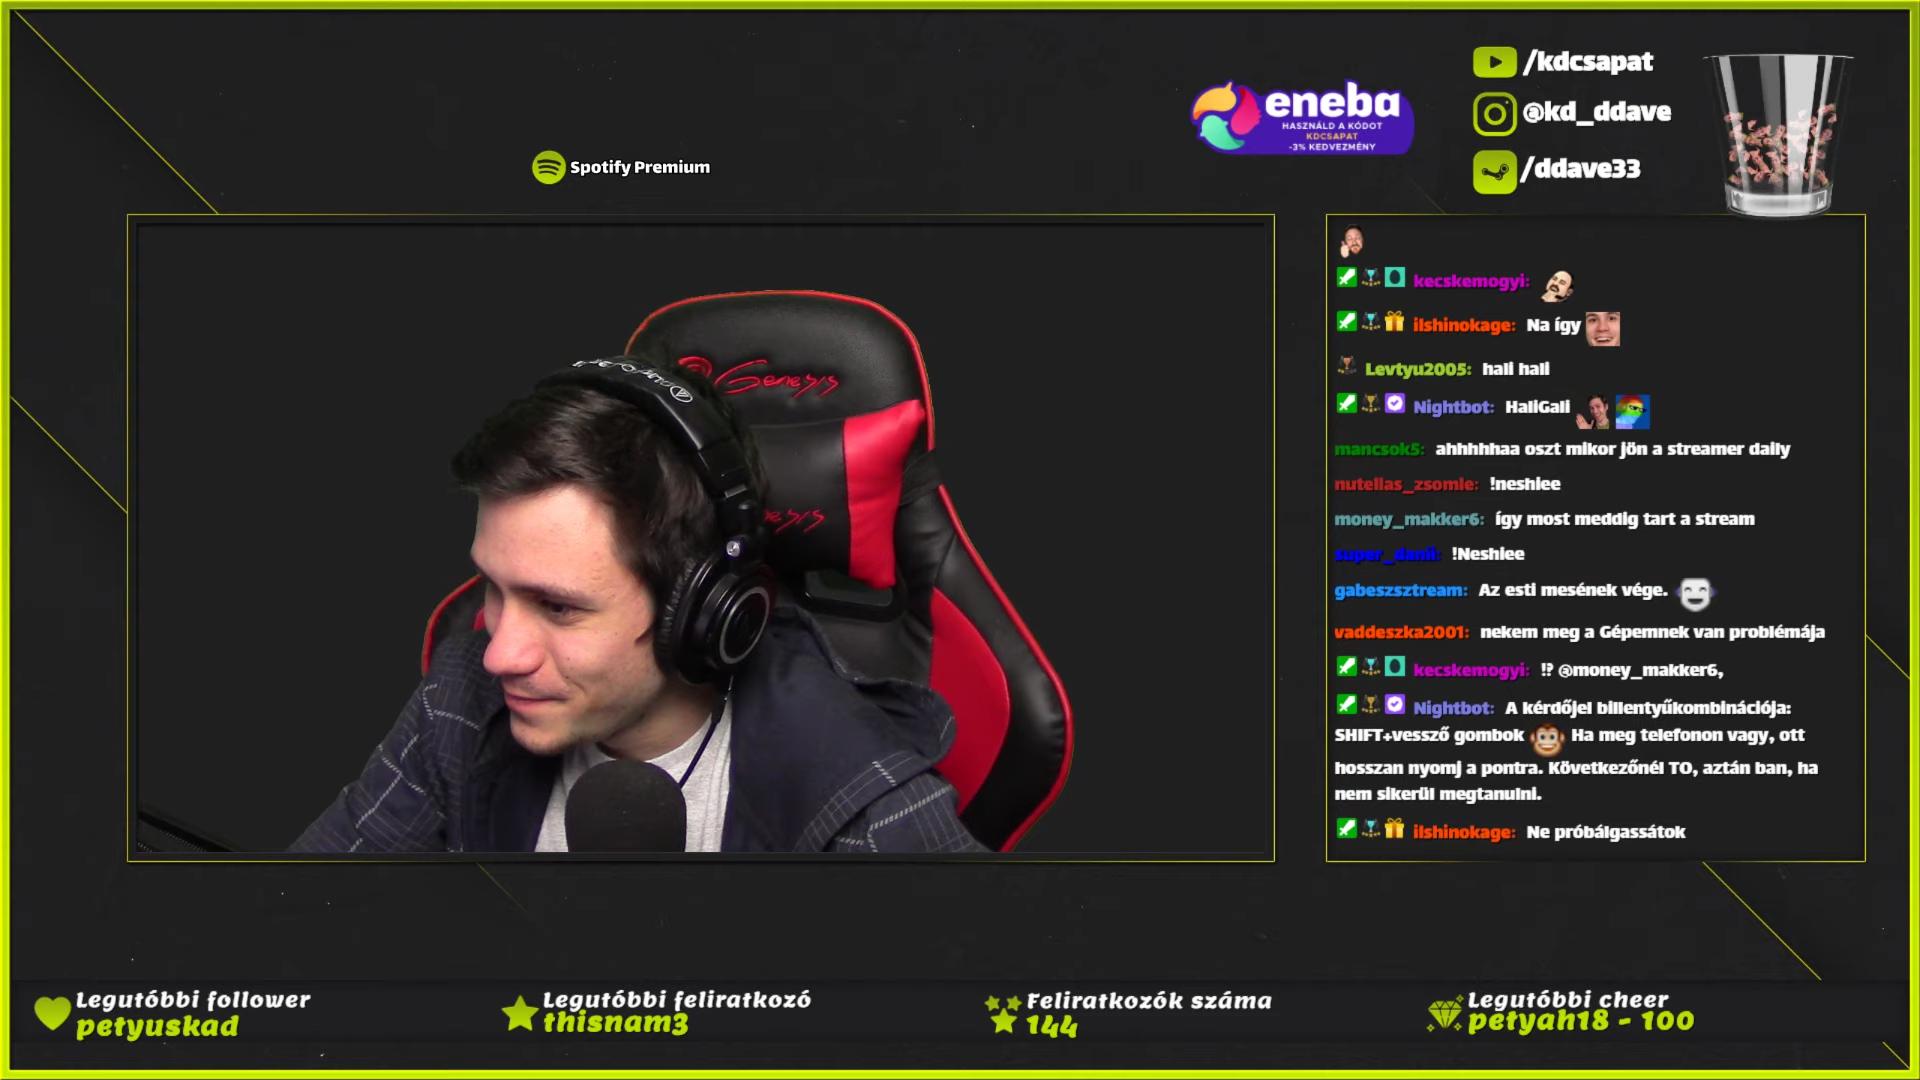 eneba
HASZNÁLD A KÓDOT
KDCSAPAT
-3% KEDVEZMÉNY
/kdcsapat
@kd_ddave
/ddave33
Spotify Premium
Genesis
kecskemogyi:
ilshinokage: Na így
Levtyu2005: hali hali
Nightbot: HaliGali
mancsok5: ahhhhhaa oszt mikor jön a streamer daily
nutellas_zsomle: !neshlee
money_makker6: így most meddig tart a stream
super_danii: !Neshlee
gabeszsztream: Az esti mesének vége.
vaddeszka2001: nekem meg a Gépemnek van problémája
kecskemogyi: !? @money_makker6,
Nightbot: A kérdőjel billentyűkombinációja:
SHIFT+vessző gombok Ha meg telefonon vagy, ott
hosszan nyomj a pontra. Következőnél TO, aztán ban, ha
nem sikerül megtanulni.
ilshinokage: Ne próbálgassátok
Legutóbbi follower
petyuskad
Legutóbbi feliratkozó
thisnam3
Feliratkozók száma
144
Legutóbbi cheer
petyah18 - 100